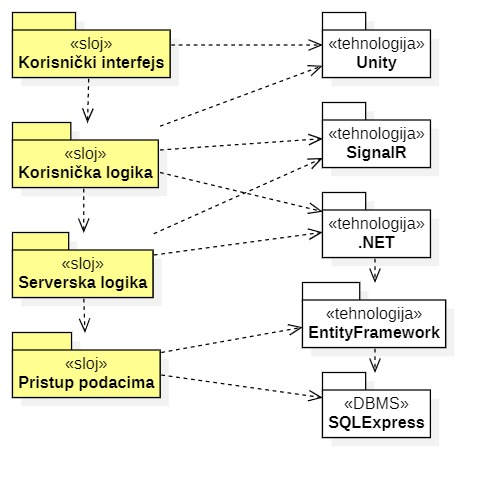 «sloj»
Korisnički interfejs
«tehnologija»
Unity
«sloj»
Korisnička logika
«tehnologija»
SignalR
«sloj»
Serverska logika
«tehnologija»
.NET
«sloj»
Pristup podacima
«tehnologija»
EntityFramework
«DBMS»
SQLExpress